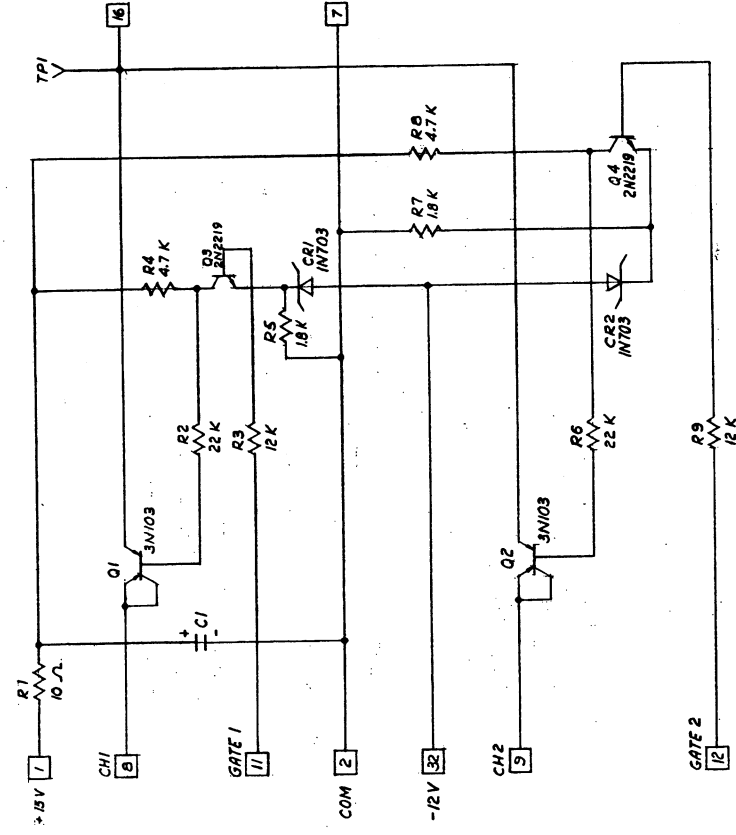 16
7
TP1
R8
4.7 K
Q4
2N2219
R7
1.8 K
R4
4.7 K
Q3
2N2219
CR1
1N703
R5
1.8 K
CR2
1N703
R2
22 K
R3
12 K
R6
22 K
R9
12 K
Q1
3N103
Q2
3N103
+ C1 -
R1
10 Ω
+15V 1
CH1
8
GATE 1
11
COM 2
-12V 32
CH2
9
GATE 2
12